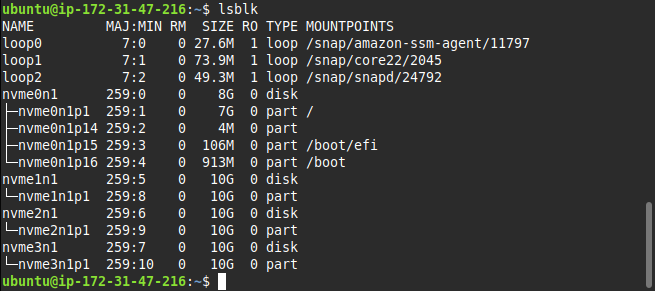 ubuntu@ip-172-31-47-216:~$ lsblk
NAME         MAJ:MIN RM  SIZE RO TYPE MOUNTPOINTS
loop0          7:0    0 27.6M  1 loop /snap/amazon-ssm-agent/11797
loop1          7:1    0 73.9M  1 loop /snap/core22/2045
loop2          7:2    0 49.3M  1 loop /snap/snapd/24792
nvme0n1      259:0    0    8G  0 disk
├─nvme0n1p1  259:1    0    7G  0 part /
├─nvme0n1p14 259:2    0    4M  0 part
├─nvme0n1p15 259:3    0  106M  0 part /boot/efi
└─nvme0n1p16 259:4    0  913M  0 part /boot
nvme1n1      259:5    0   10G  0 disk
└─nvme1n1p1  259:8    0   10G  0 part
nvme2n1      259:6    0   10G  0 disk
└─nvme2n1p1  259:9    0   10G  0 part
nvme3n1      259:7    0   10G  0 disk
└─nvme3n1p1  259:10   0   10G  0 part
ubuntu@ip-172-31-47-216:~$